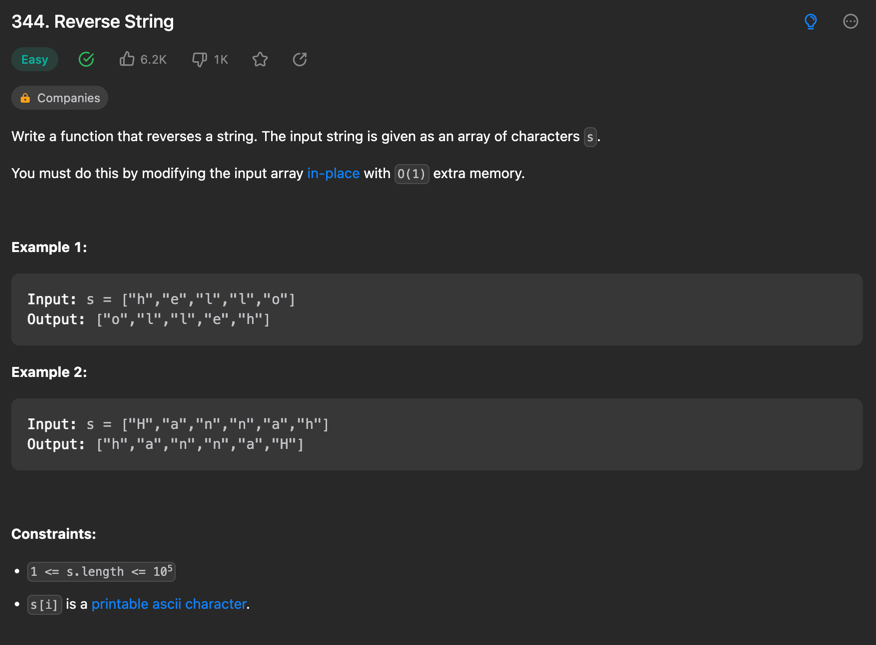 344. Reverse String
Easy 6.2K 1K
Companies
Write a function that reverses a string. The input string is given as an array of characters s.
You must do this by modifying the input array in-place with O(1) extra memory.
Example 1:
Input: s = ["h","e","l","l","o"]
Output: ["o","l","l","e","h"]
Example 2:
Input: s = ["H","a","n","n","a","h"]
Output: ["h","a","n","n","a","H"]
Constraints:
• 1 <= s.length <= 10⁵
• s[i] is a printable ascii character.